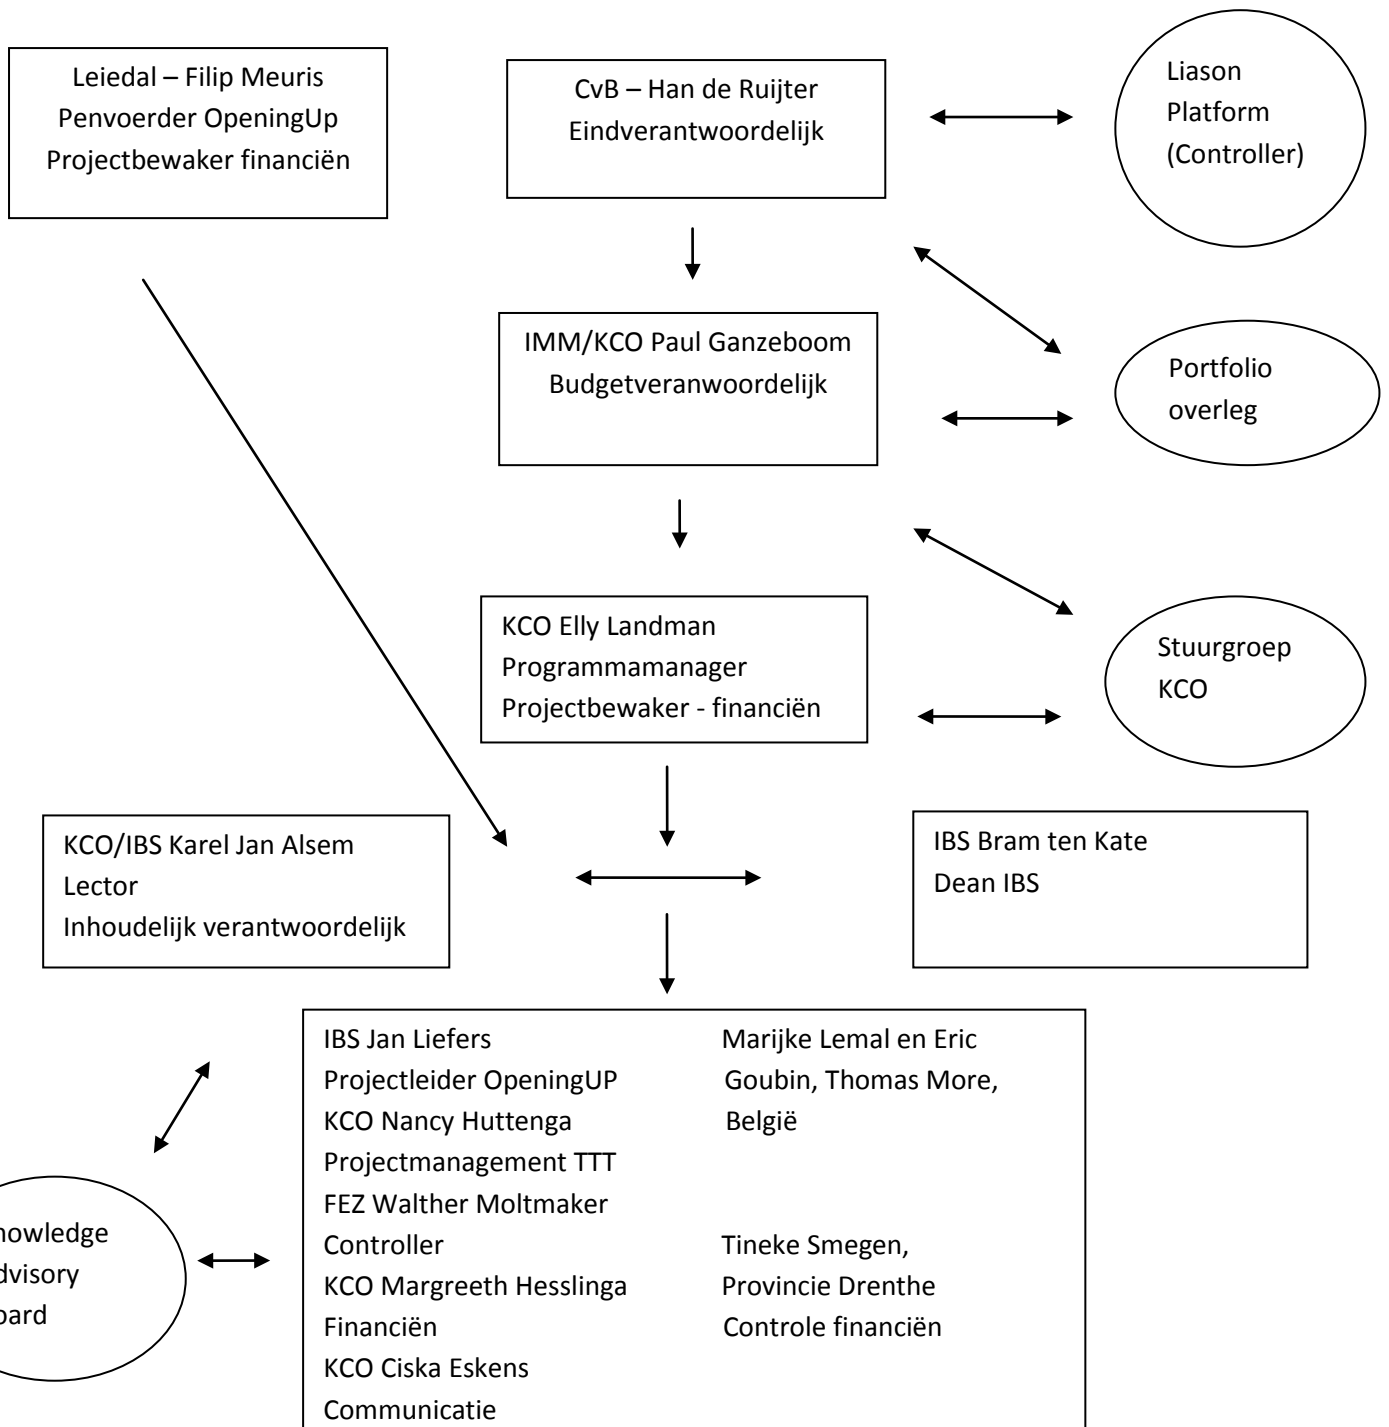 Leiedal – Filip Meuris
Penvoerder OpeningUp
Projectbewaker financiën
CvB – Han de Ruijter
Eindverantwoordelijk
Liason
Platform
(Controller)
IMM/KCO Paul Ganzeboom
Budgetveranwoordelijk
Portfolio
overleg
KCO Elly Landman
Programmamanager
Projectbewaker - financiën
Stuurgroep
KCO
KCO/IBS Karel Jan Alsem
Lector
Inhoudelijk verantwoordelijk
IBS Bram ten Kate
Dean IBS
IBS Jan Liefers
Projectleider OpeningUP
KCO Nancy Huttenga
Projectmanagement TTT
FEZ Walther Moltmaker
Controller
KCO Margreeth Hesslinga
Financiën
KCO Ciska Eskens
Communicatie
Marijke Lemal en Eric
Goubin, Thomas More,
België
Tineke Smegen,
Provincie Drenthe
Controle financiën
nowledge
dvisory
oard